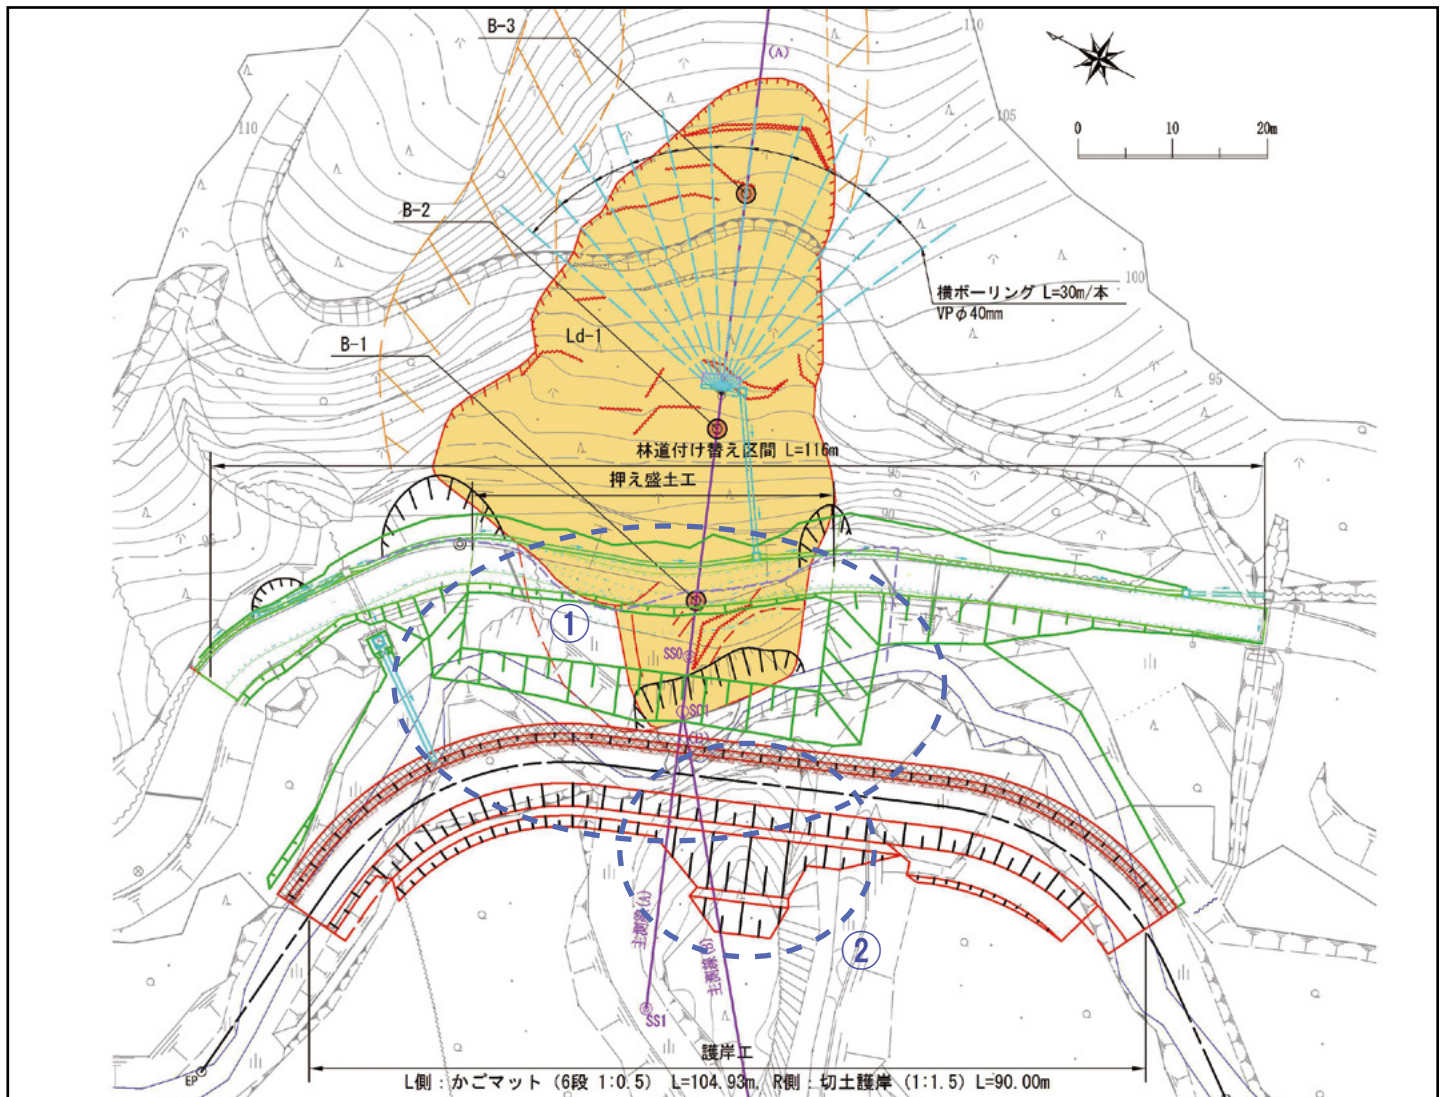 B-3
(A)
110
110
105
0 10 20m
B-2
100
横ボーリング L=30m/本
VPφ40mm
Ld-1
B-1
95
林道付け替え区間 L=116m
押え盛土工
95
90
95
①
SS0
SC1
(B)
主測線(A)
主測線(B)
②
SS1
EP
護岸工
L側：かごマット（6段 1:0.5） L=104.93m, R側：切土護岸（1:1.5）L=90.00m